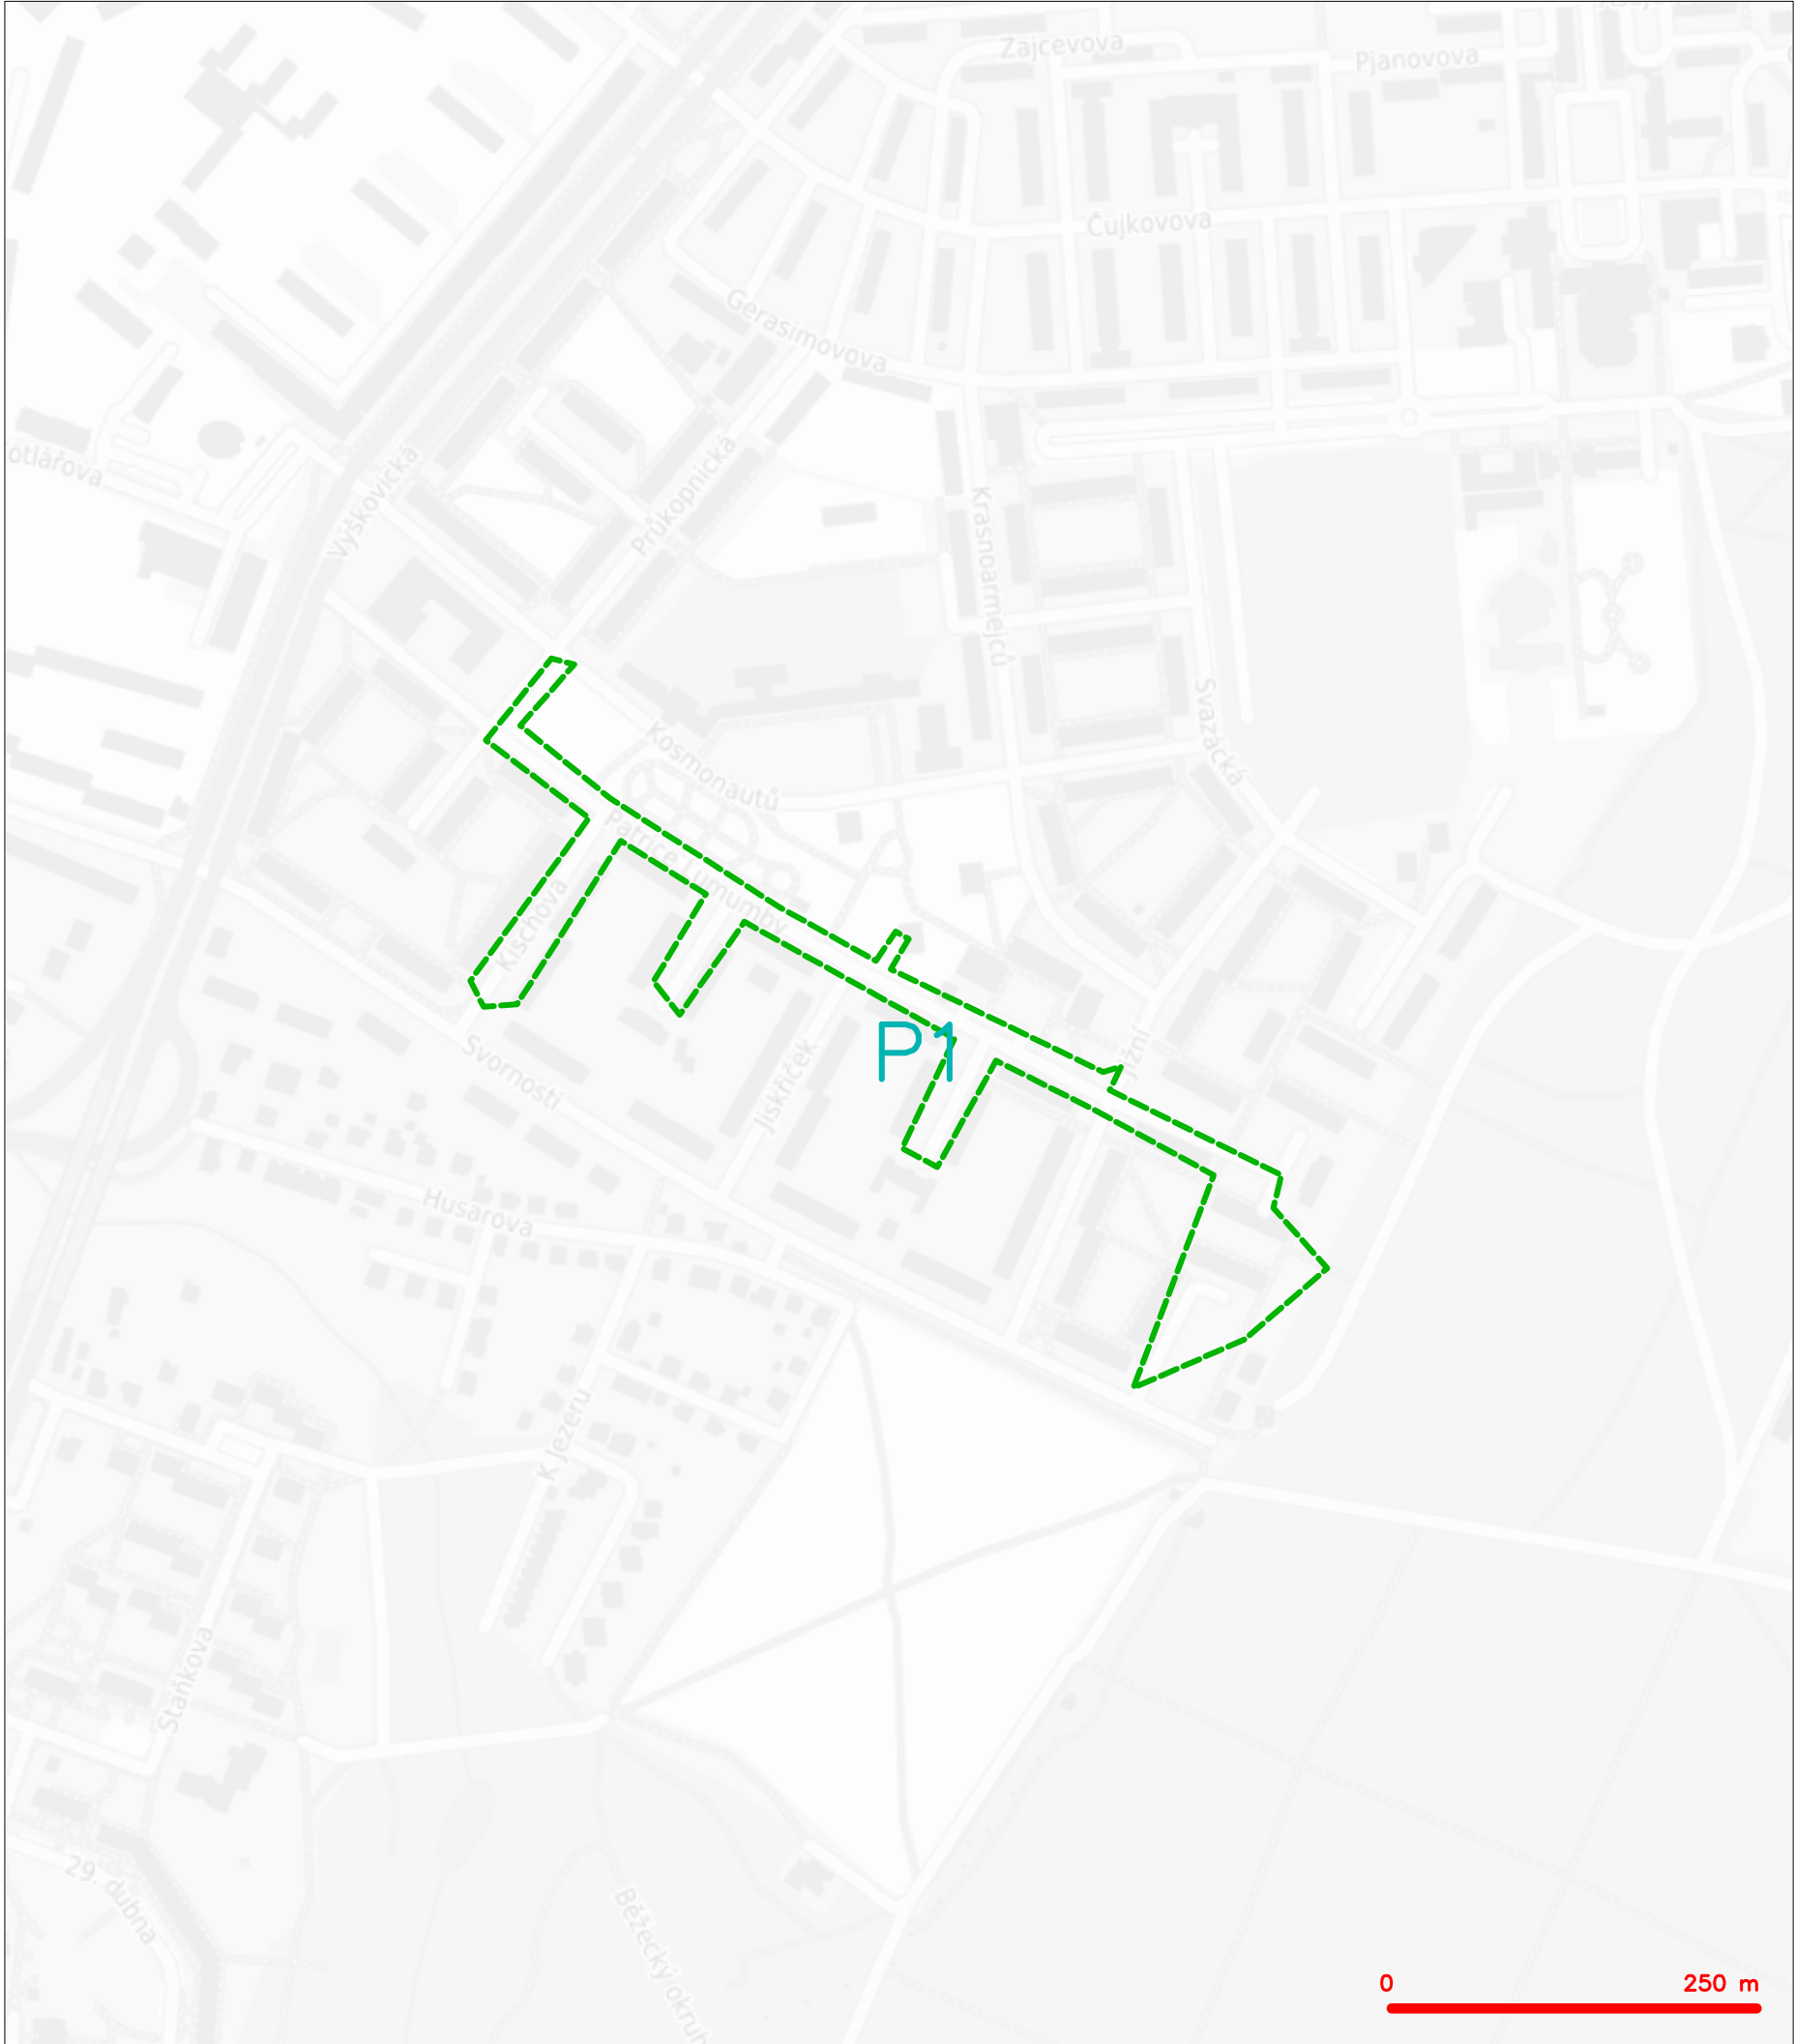 Zajcevova
Pjanovova
Čujkovova
Gerasimovova
otlářova
Výškovická
Průkopnická
Krasnoarmejců
Svazácká
Kosmonautů
Patrice Lumumby
Kischova
P1
Jižní
Jiskřiček
Svornosti
Husarova
K Jezeru
Staňkova
29. dubna
Běžecký okruh
0 250 m